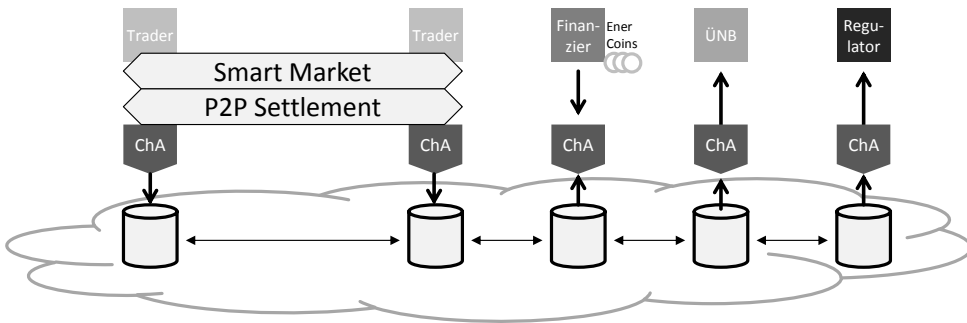 Trader
Trader
Finan-
zier
Ener
Coins
ÜNB
Regu-
lator
Smart Market
P2P Settlement
ChA
ChA
ChA
ChA
ChA